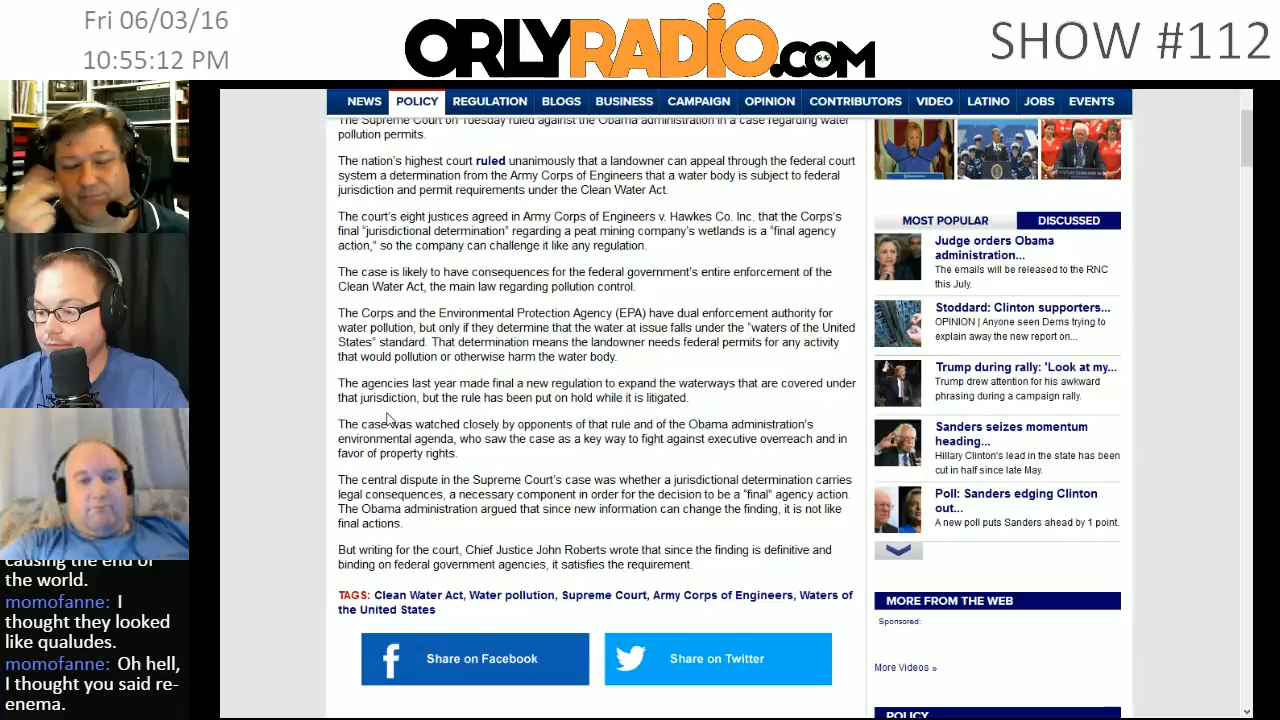 Fri 06/03/16
10:55:12 PM
ORLYRADIO.COM
SHOW #112
NEWS POLICY REGULATION BLOGS BUSINESS CAMPAIGN OPINION CONTRIBUTORS VIDEO LATINO JOBS EVENTS
The Supreme Court on Tuesday ruled against the Obama administration in a case regarding water
pollution permits.
The nation's highest court ruled unanimously that a landowner can appeal through the federal court
system a determination from the Army Corps of Engineers that a water body is subject to federal
jurisdiction and permit requirements under the Clean Water Act.
The court's eight justices agreed in Army Corps of Engineers v. Hawkes Co. Inc. that the Corps's
final "jurisdictional determination" regarding a peat mining company's wetlands is a "final agency
action," so the company can challenge it like any regulation.
The case is likely to have consequences for the federal government's entire enforcement of the
Clean Water Act, the main law regarding pollution control.
The Corps and the Environmental Protection Agency (EPA) have dual enforcement authority for
water pollution, but only if they determine that the water at issue falls under the "waters of the United
States" standard. That determination means the landowner needs federal permits for any activity
that would pollution or otherwise harm the water body.
The agencies last year made final a new regulation to expand the waterways that are covered under
that jurisdiction, but the rule has been put on hold while it is litigated.
The case was watched closely by opponents of that rule and of the Obama administration's
environmental agenda, who saw the case as a key way to fight against executive overreach and in
favor of property rights.
The central dispute in the Supreme Court's case was whether a jurisdictional determination carries
legal consequences, a necessary component in order for the decision to be a "final" agency action.
The Obama administration argued that since new information can change the finding, it is not like
final actions.
But writing for the court, Chief Justice John Roberts wrote that since the finding is definitive and
binding on federal government agencies, it satisfies the requirement.
TAGS: Clean Water Act, Water pollution, Supreme Court, Army Corps of Engineers, Waters of
the United States
Share on Facebook
Share on Twitter
MOST POPULAR DISCUSSED
Judge orders Obama
administration...
The emails will be released to the RNC
this July.
Stoddard: Clinton supporters...
OPINION | Anyone seen Dems trying to
explain away the new report on...
Trump during rally: 'Look at my...
Trump drew attention for his awkward
phrasing during a campaign rally.
Sanders seizes momentum
heading...
Hillary Clinton's lead in the state has been
cut in half since late May.
Poll: Sanders edging Clinton
out...
A new poll puts Sanders ahead by 1 point.
MORE FROM THE WEB
Sponsored:
More Videos »
POLICY
causing the end of
the world.
momofanne: I
thought they looked
like qualudes.
momofanne: Oh hell,
I thought you said re-
enema.